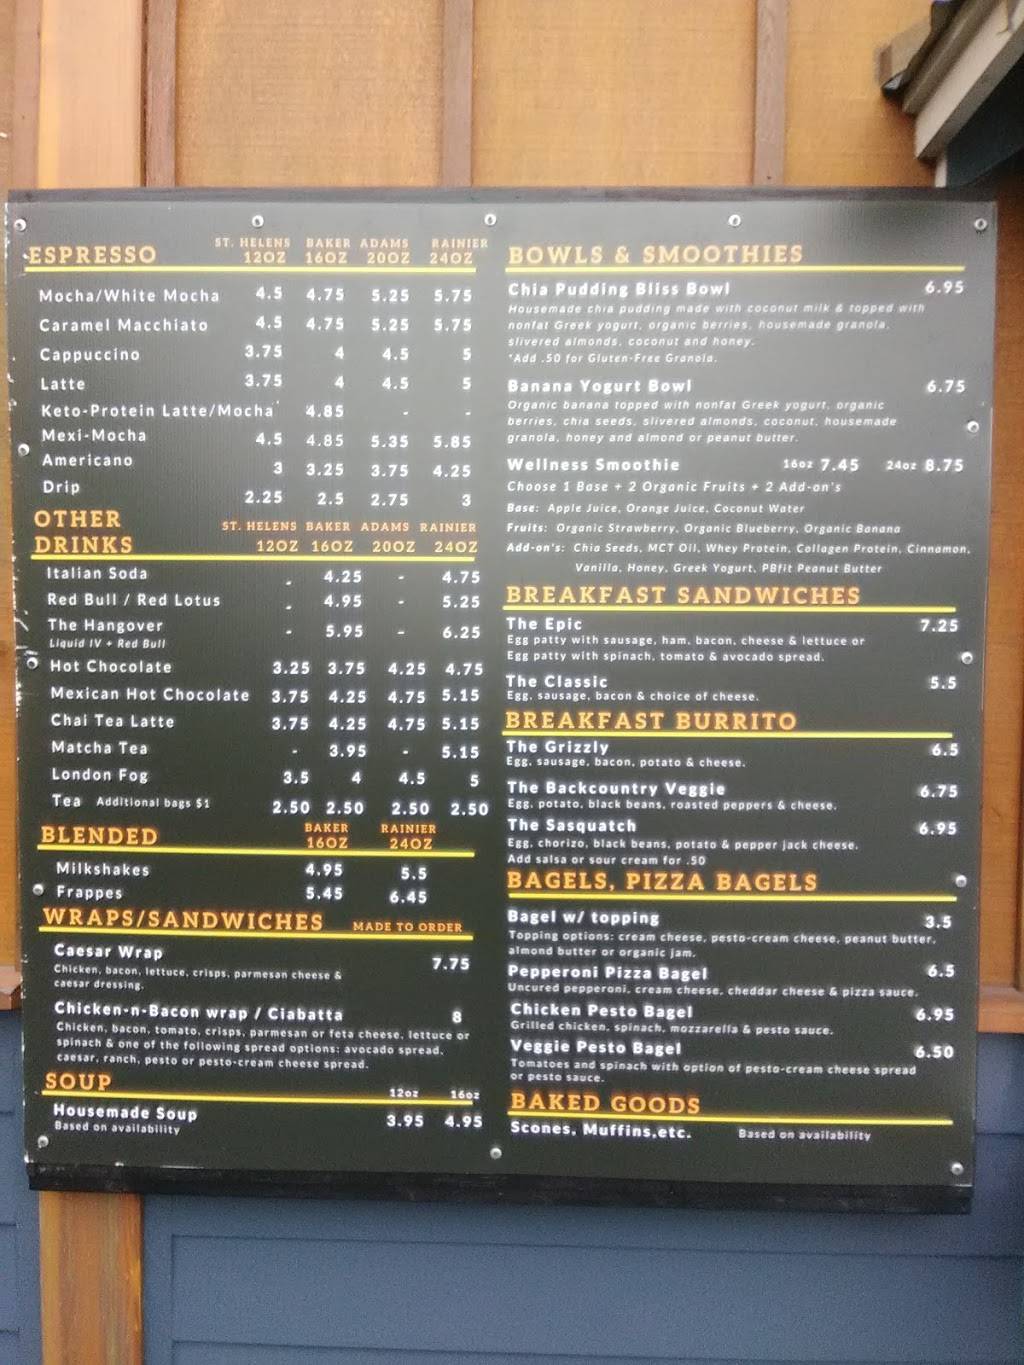 ESPRESSO ST. HELENS 12OZ BAKER 16OZ ADAMS 20OZ RAINIER 24OZ
Mocha/White Mocha 4.5 4.75 5.25 5.75
Caramel Macchiato 4.5 4.75 5.25 5.75
Cappuccino 3.75 4 4.5 5
Latte 3.75 4 4.5 5
Keto-Protein Latte/Mocha 4.85 - -
Mexi-Mocha 4.5 4.85 5.35 5.85
Americano 3 3.25 3.75 4.25
Drip 2.25 2.5 2.75 3
OTHER ST. HELENS BAKER ADAMS RAINIER
DRINKS 12OZ 16OZ 20OZ 24OZ
Italian Soda - 4.25 - 4.75
Red Bull / Red Lotus - 4.95 - 5.25
The Hangover - 5.95 - 6.25
Liquid IV + Red Bull
Hot Chocolate 3.25 3.75 4.25 4.75
Mexican Hot Chocolate 3.75 4.25 4.75 5.15
Chai Tea Latte 3.75 4.25 4.75 5.15
Matcha Tea - 3.95 - 5.15
London Fog 3.5 4 4.5 5
Tea Additional bags $1 2.50 2.50 2.50 2.50
BLENDED BAKER 16OZ RAINIER 24OZ
Milkshakes 4.95 5.5
Frappes 5.45 6.45
WRAPS/SANDWICHES MADE TO ORDER
Caesar Wrap 7.75
Chicken, bacon, lettuce, crisps, parmesan cheese &
caesar dressing.
Chicken-n-Bacon wrap / Ciabatta 8
Chicken, bacon, tomato, crisps, parmesan or feta cheese, lettuce or
spinach & one of the following spread options: avocado spread,
caesar, ranch, pesto or pesto-cream cheese spread.
SOUP 12oz 16oz
Housemade Soup 3.95 4.95
Based on availability
BOWLS & SMOOTHIES
Chia Pudding Bliss Bowl 6.95
Housemade chia pudding made with coconut milk & topped with
nonfat Greek yogurt, organic berries, housemade granola,
slivered almonds, coconut and honey.
*Add .50 for Gluten-Free Granola.
Banana Yogurt Bowl 6.75
Organic banana topped with nonfat Greek yogurt, organic
berries, chia seeds, slivered almonds, coconut, housemade
granola, honey and almond or peanut butter.
Wellness Smoothie 16oz 7.45 24oz 8.75
Choose 1 Base + 2 Organic Fruits + 2 Add-on's
Base: Apple Juice, Orange Juice, Coconut Water
Fruits: Organic Strawberry, Organic Blueberry, Organic Banana
Add-on's: Chia Seeds, MCT Oil, Whey Protein, Collagen Protein, Cinnamon,
Vanilla, Honey, Greek Yogurt, PBfit Peanut Butter
BREAKFAST SANDWICHES
The Epic 7.25
Egg patty with sausage, ham, bacon, cheese & lettuce or
Egg patty with spinach, tomato & avocado spread.
The Classic 5.5
Egg, sausage, bacon & choice of cheese.
BREAKFAST BURRITO
The Grizzly 6.5
Egg, sausage, bacon, potato & cheese.
The Backcountry Veggie 6.75
Egg, potato, black beans, roasted peppers & cheese.
The Sasquatch 6.95
Egg, chorizo, black beans, potato & pepper jack cheese.
Add salsa or sour cream for .50
BAGELS, PIZZA BAGELS
Bagel w/ topping 3.5
Topping options: cream cheese, pesto-cream cheese, peanut butter,
almond butter or organic jam.
Pepperoni Pizza Bagel 6.5
Uncured pepperoni, cream cheese, cheddar cheese & pizza sauce.
Chicken Pesto Bagel 6.95
Grilled chicken, spinach, mozzarella & pesto sauce.
Veggie Pesto Bagel 6.50
Tomatoes and spinach with option of pesto-cream cheese spread
or pesto sauce.
BAKED GOODS
Scones, Muffins,etc. Based on availability